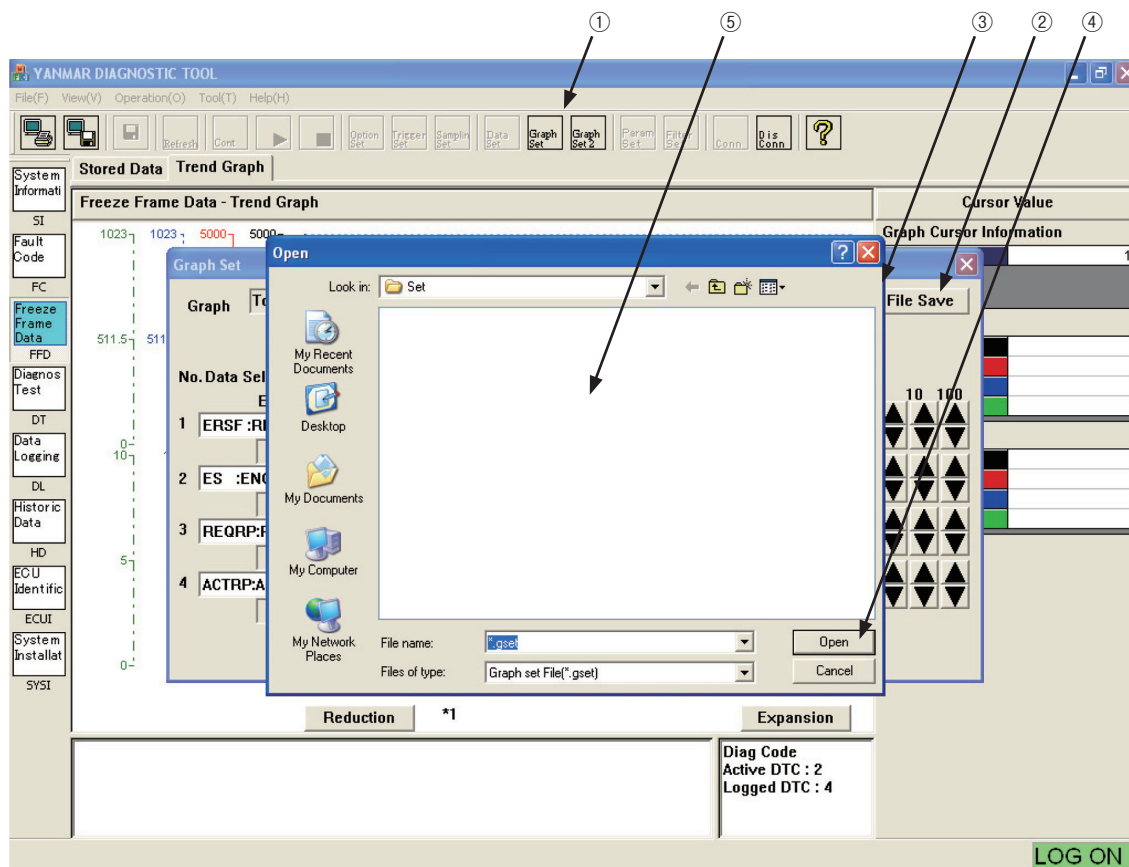 ① ⑤ ③ ② ④
YANMAR DIAGNOSTIC TOOL
File(F) View(V) Operation(O) Tool(T) Help(H)
Refresh Cont Option Set Trigger Set Samplin Set Data Set Graph Set Graph Set 2 Param Set Filter Set Conn Dis Conn ?
Stored Data Trend Graph
System Informati
SI
Fault Code
FC
Freeze Frame Data
FFD
Diagnos Test
DT
Data Logging
DL
Historic Data
HD
ECU Identific
ECUI
System Installat
SYSI
Freeze Frame Data - Trend Graph
Cursor Value
1023 1023 5000 5000
511.5 511
0
10
5
0
Graph Cursor Information
1
Graph Set
Graph To
File Save
No. Data Sel
E
10 100
1 ERSF :RE
2 ES :ENG
3 REQRP:F
4 ACTRP:A
Open
Look in: Set
My Recent Documents
Desktop
My Documents
My Computer
My Network Places
File name: *.gset Open
Files of type: Graph set File(*.gset) Cancel
Reduction *1 Expansion
Diag Code
Active DTC : 2
Logged DTC : 4
LOG ON